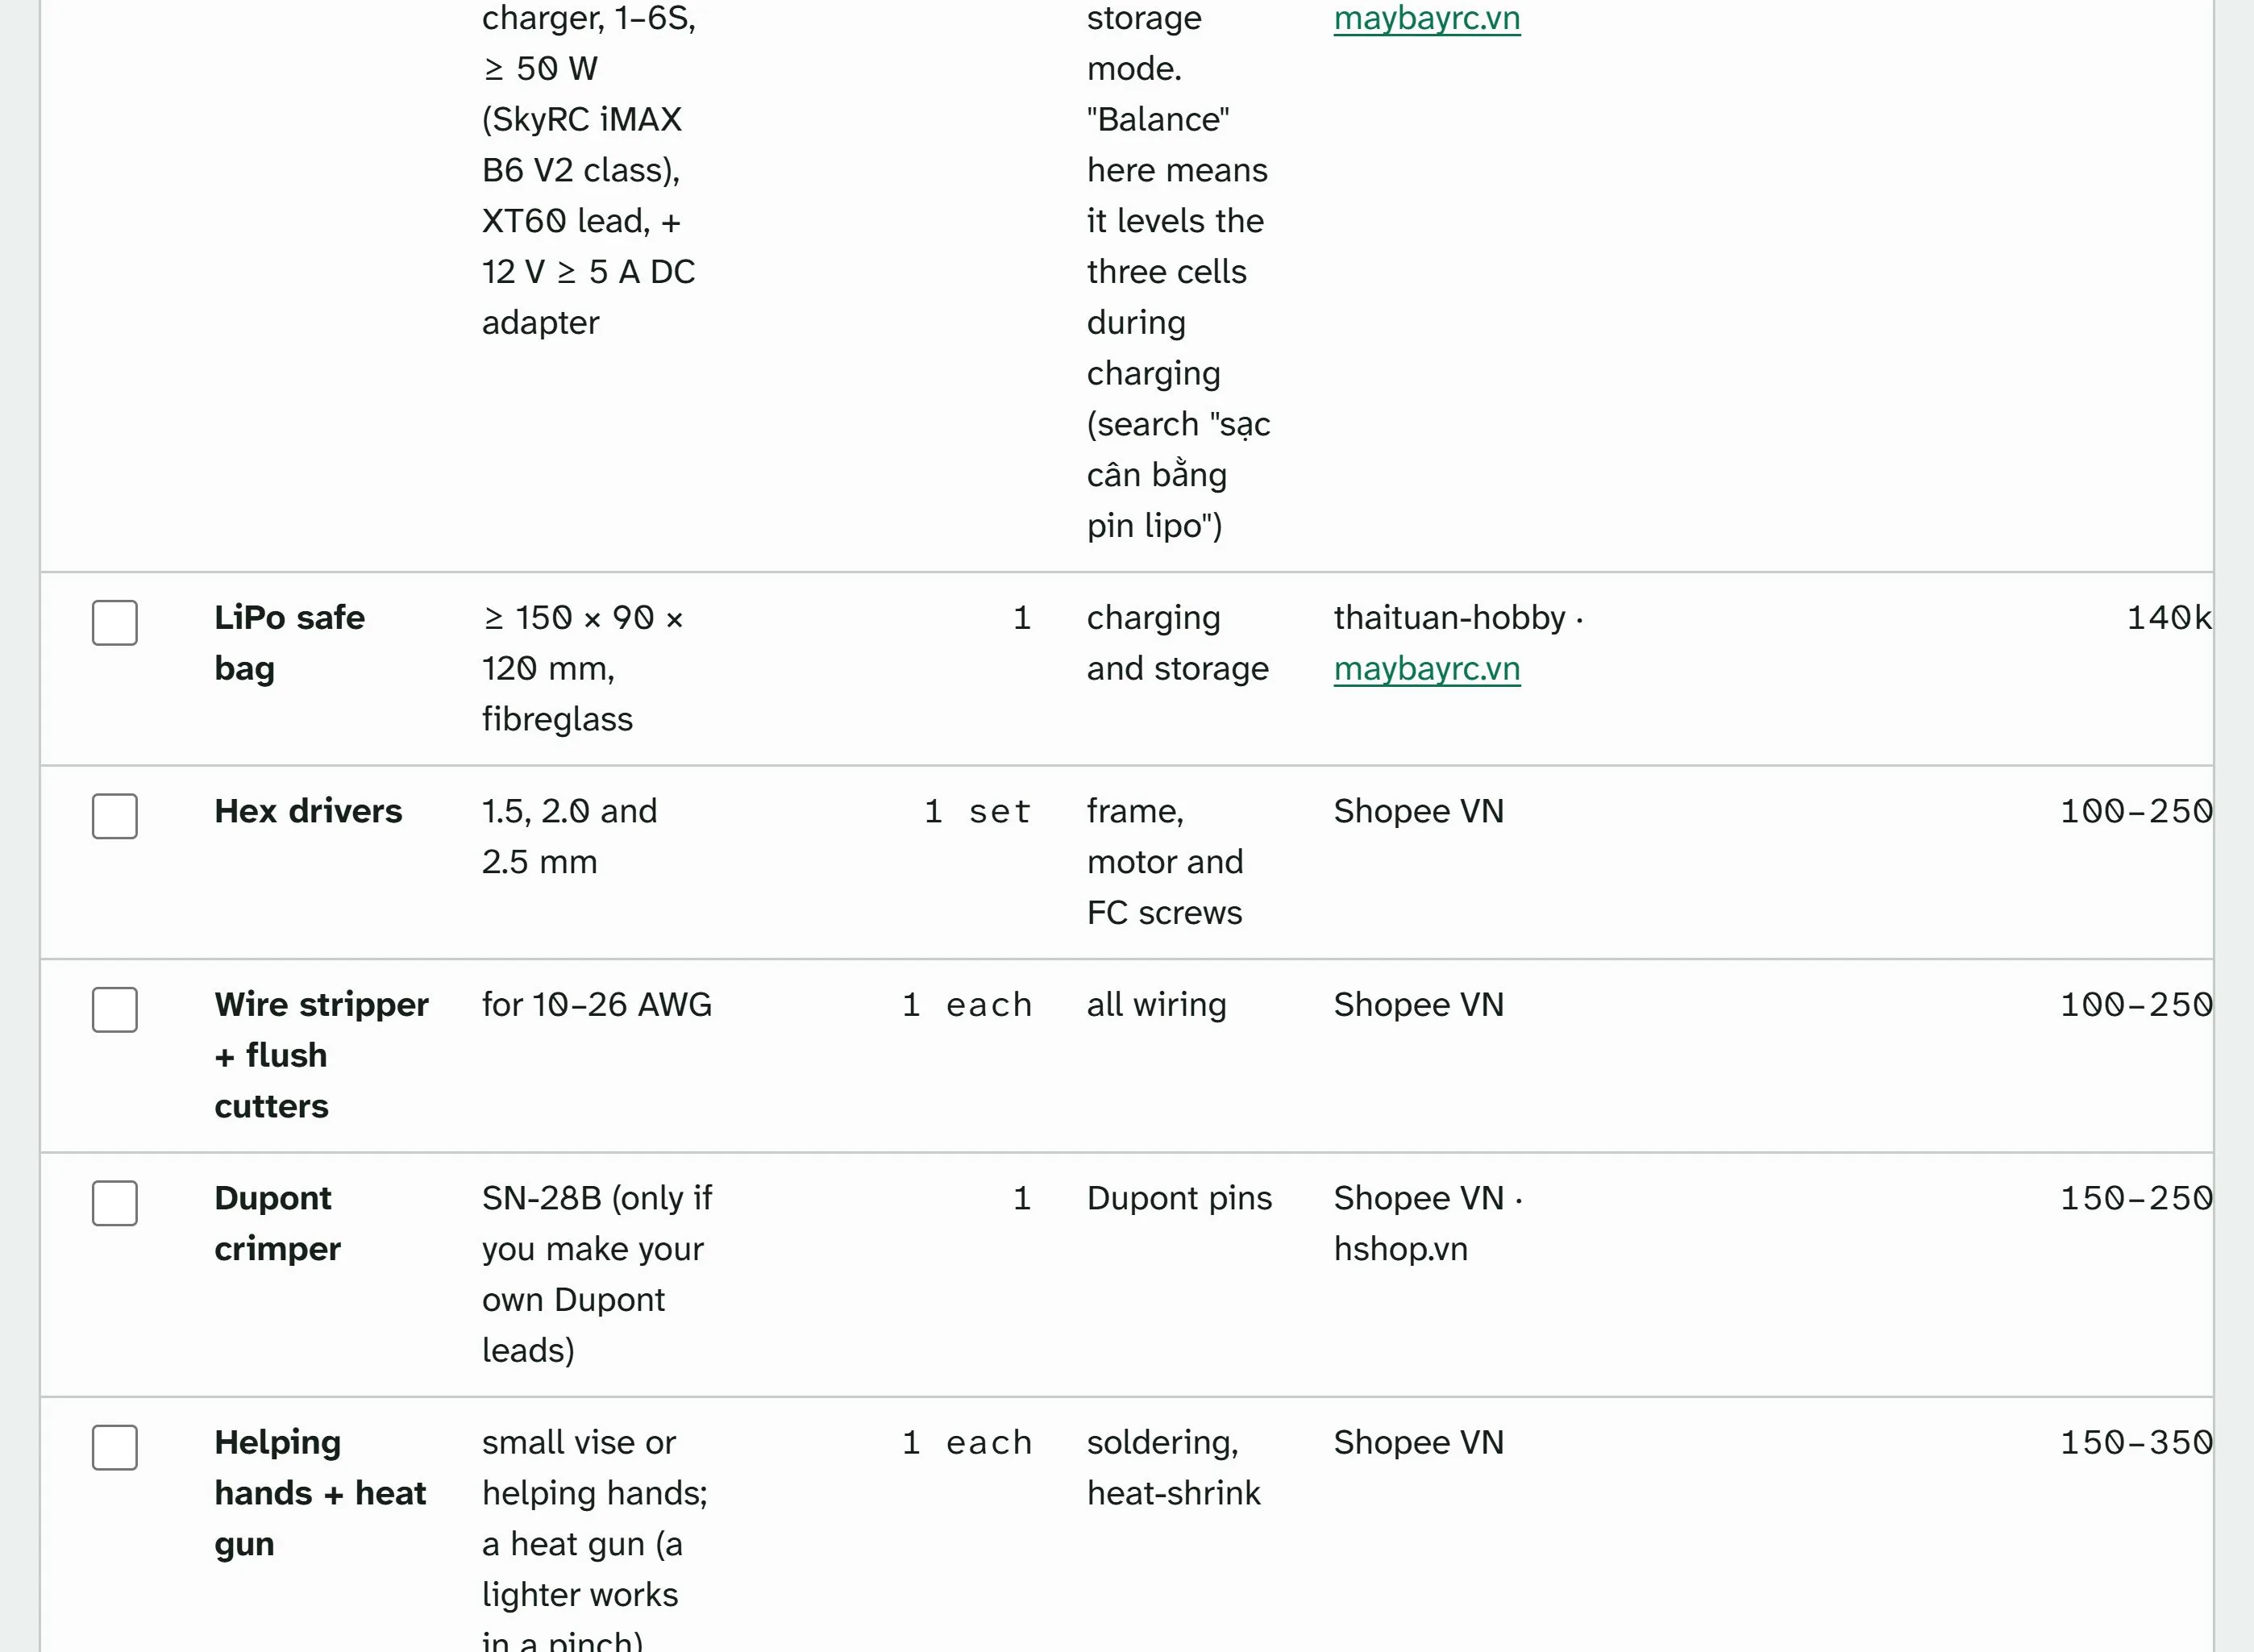 charger, 1–6S,
≥ 50 W
(SkyRC iMAX
B6 V2 class),
XT60 lead, +
12 V ≥ 5 A DC
adapter
storage
mode.
"Balance"
here means
it levels the
three cells
during
charging
(search "sạc
cân bằng
pin lipo")
maybayrc.vn
LiPo safe
bag
≥ 150 × 90 ×
120 mm,
fibreglass
1
charging
and storage
thaituan-hobby ·
maybayrc.vn
140k
Hex drivers
1.5, 2.0 and
2.5 mm
1 set
frame,
motor and
FC screws
Shopee VN
100–250
Wire stripper
+ flush
cutters
for 10–26 AWG
1 each
all wiring
Shopee VN
100–250
Dupont
crimper
SN-28B (only if
you make your
own Dupont
leads)
1
Dupont pins
Shopee VN ·
hshop.vn
150–250
Helping
hands + heat
gun
small vise or
helping hands;
a heat gun (a
lighter works
in a pinch)
1 each
soldering,
heat-shrink
Shopee VN
150–350